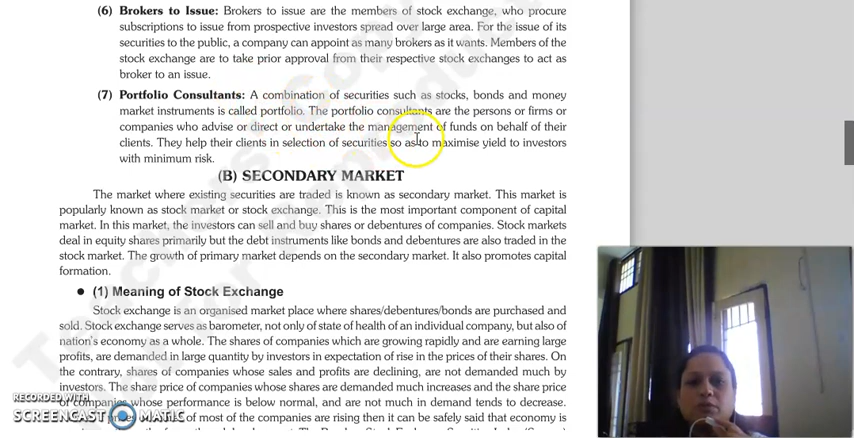 (6) Brokers to Issue: Brokers to issue are the members of stock exchange, who procure
subscriptions to issue from prospective investors spread over large area. For the issue of its
securities to the public, a company can appoint as many brokers as it wants. Members of the
stock exchange are to take prior approval from their respective stock exchanges to act as
broker to an issue.
(7) Portfolio Consultants: A combination of securities such as stocks, bonds and money
market instruments is called portfolio. The portfolio consultants are the persons or firms or
companies who advise or direct or undertake the management of funds on behalf of their
clients. They help their clients in selection of securities so as to maximise yield to investors
with minimum risk.
(B) SECONDARY MARKET
The market where existing securities are traded is known as secondary market. This market is
popularly known as stock market or stock exchange. This is the most important component of capital
market. In this market, the investors can sell and buy shares or debentures of companies. Stock markets
deal in equity shares primarily but the debt instruments like bonds and debentures are also traded in the
stock market. The growth of primary market depends on the secondary market. It also promotes capital
formation.
• (1) Meaning of Stock Exchange
Stock exchange is an organised market place where shares/debentures/bonds are purchased and
sold. Stock exchange serves as barometer, not only of state of health of an individual company, but also of
nation's economy as a whole. The shares of companies which are growing rapidly and are earning large
profits, are demanded in large quantity by investors in expectation of rise in the prices of their shares. On
the contrary, shares of companies whose sales and profits are declining, are not demanded much by
investors. The share price of companies whose shares are demanded much increases and the share price
of companies whose performance is below normal, and are not much in demand tends to decrease.
of most of the companies are rising then it can be safely said that economy is
RECORDED WITH
SCREENCAST MATIC